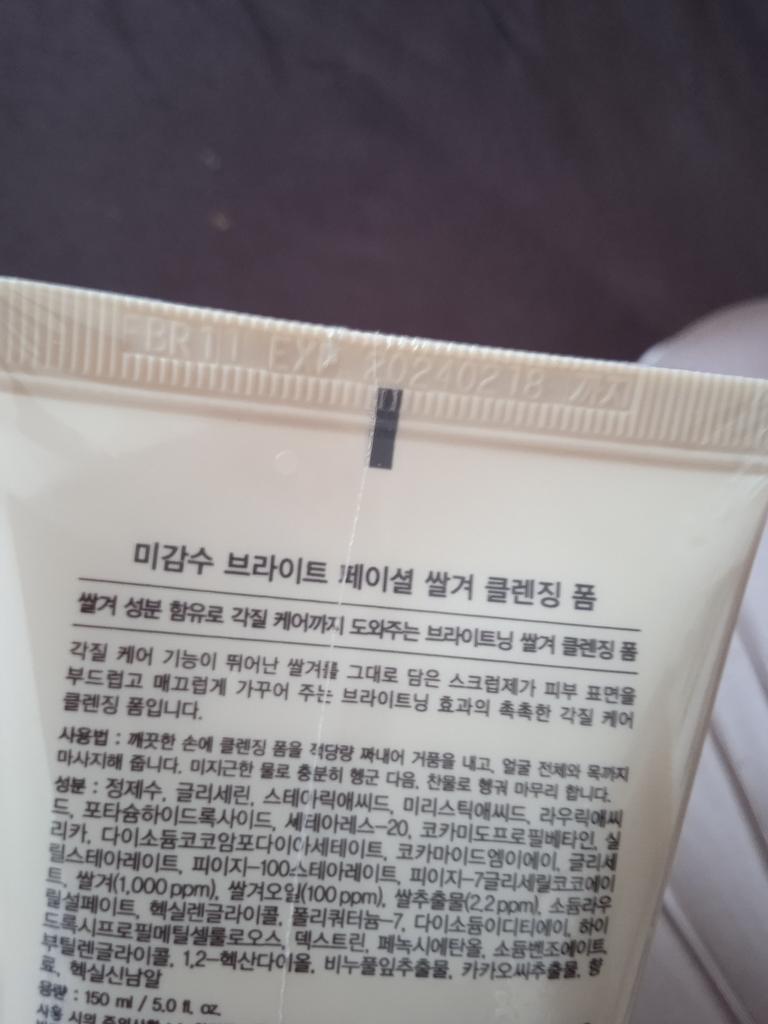 FBR11 EXP 20240218 까지
미감수 브라이트 페이셜 쌀겨 클렌징 폼
쌀겨 성분 함유로 각질 케어까지 도와주는 브라이트닝 쌀겨 클렌징 폼
각질 케어 기능이 뛰어난 쌀겨를 그대로 담은 스크럽제가 피부 표면을
부드럽고 매끄럽게 가꾸어 주는 브라이트닝 효과의 촉촉한 각질 케어
클렌징 폼입니다.
사용법 : 깨끗한 손에 클렌징 폼을 적당량 짜내어 거품을 내고, 얼굴 전체와 목까지
마사지해 줍니다. 미지근한 물로 충분히 헹군 다음, 찬물로 헹궈 마무리 합니다.
성분 : 정제수, 글리세린, 스테아릭애씨드, 미리스틱애씨드, 라우릭애씨
드, 포타슘하이드록사이드, 세테아레스-20, 코카미도프로필베타인, 실
리카, 다이소듐코코암포다이아세테이트, 코카마이드엠이에이, 글리세
릴스테아레이트, 피이지-100스테아레이트, 피이지-7글리세릴코코에이
트, 쌀겨(1,000 ppm), 쌀겨오일(100 ppm), 쌀추출물(2.2 ppm), 소듐라우
릴설페이트, 헥실렌글라이콜, 폴리쿼터늄-7, 다이소듐이디티에이, 하이
드록시프로필메틸셀룰로오스, 덱스트린, 페녹시에탄올, 소듐벤조에이트,
부틸렌글라이콜, 1,2-헥산다이올, 비누풀잎추출물, 카카오씨추출물, 향
료, 헥실신남알
용량 : 150 ml / 5.0 fl. oz.
사용 시의 주의사항